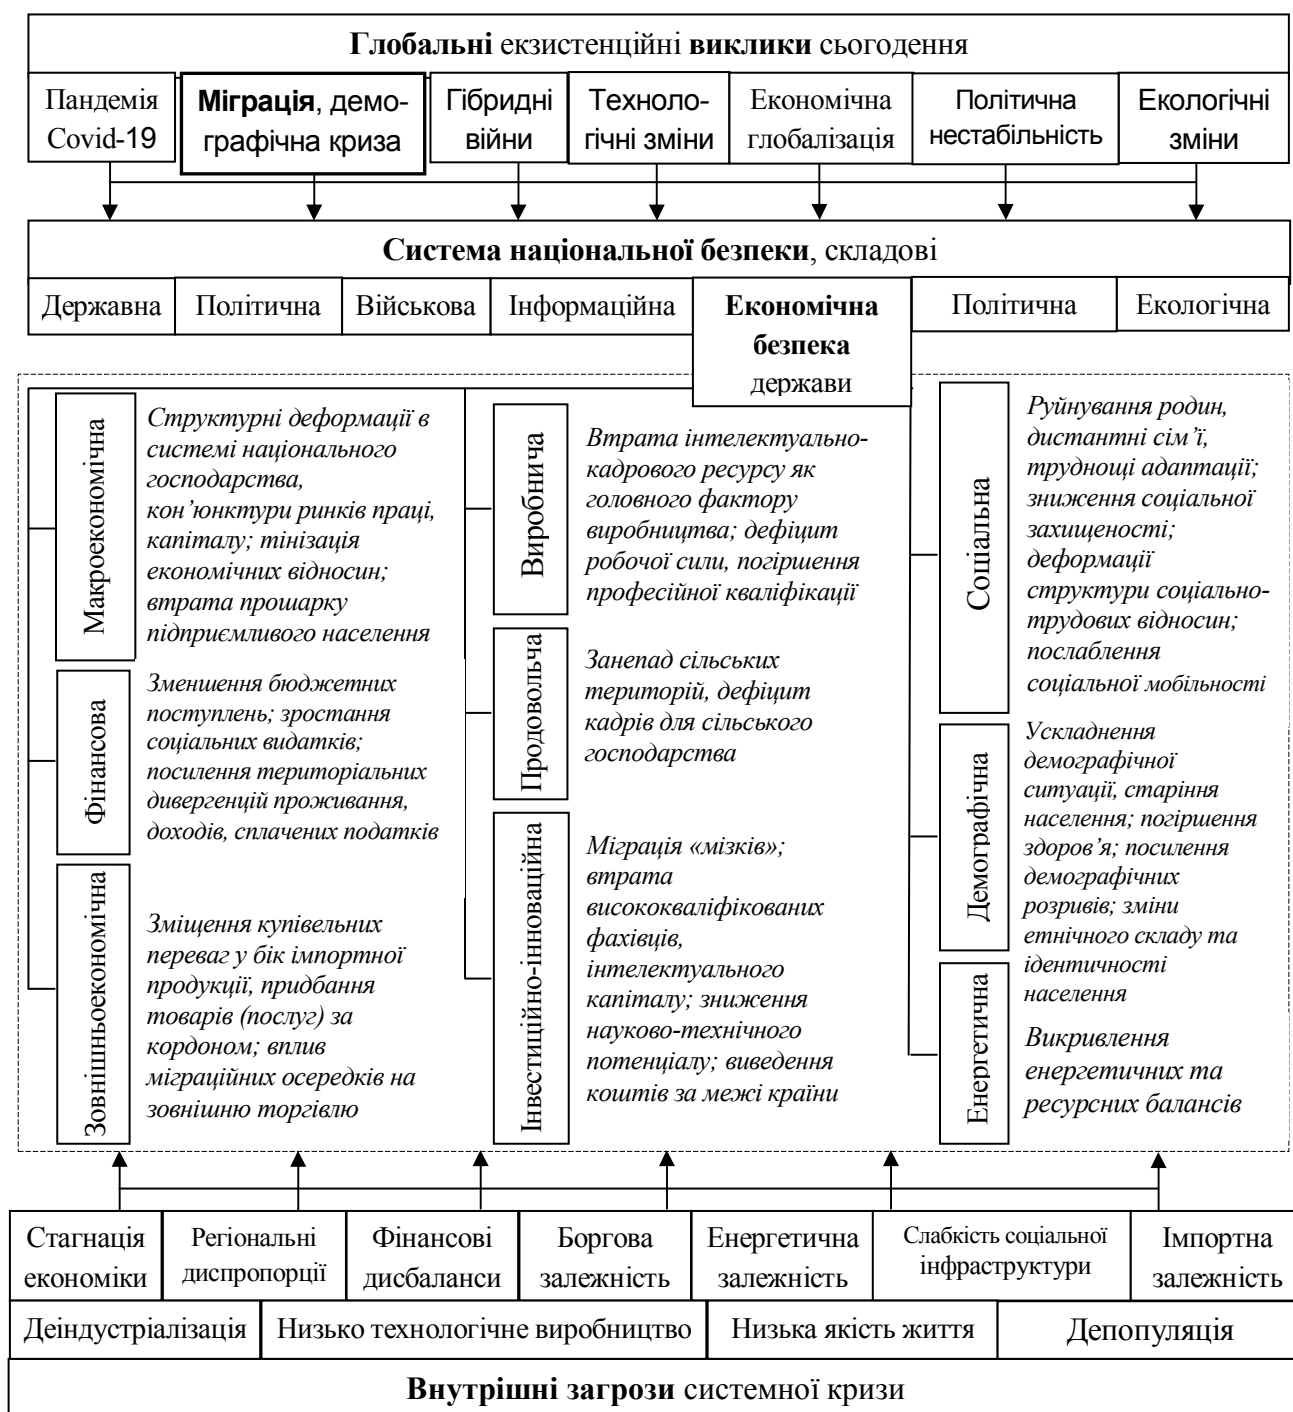 Глобальні екзистенційні виклики сьогодення
Пандемія
Covid-19
Міграція, демо-
графічна криза
Гібридні
війни
Техноло-
гічні зміни
Економічна
глобалізація
Політична
нестабільність
Екологічні
зміни
Система національної безпеки, складові
Державна
Політична
Військова
Інформаційна
Економічна
безпека
держави
Політична
Екологічна
Макроекономічна
Структурні деформації в
системі національного
господарства,
кон’юнктури ринків праці,
капіталу; тінізація
економічних відносин;
втрата прошарку
підприємливого населення
Фінансова
Зменшення бюджетних
поступлень; зростання
соціальних видатків;
посилення територіальних
дивергенцій проживання,
доходів, сплачених податків
Зовнішньоекономічна
Зміщення купівельних
переваг у бік імпортної
продукції, придбання
товарів (послуг) за
кордоном; вплив
міграційних осередків на
зовнішню торгівлю
Виробнича
Втрата інтелектуально-
кадрового ресурсу як
головного фактору
виробництва; дефіцит
робочої сили, погіршення
професійної кваліфікації
Продовольча
Занепад сільських
територій, дефіцит
кадрів для сільського
господарства
Інвестиційно-інноваційна
Міграція «мізків»;
втрата
висококваліфікованих
фахівців,
інтелектуального
капіталу; зниження
науково-технічного
потенціалу; виведення
коштів за межі країни
Соціальна
Руйнування родин,
дистантні сім’ї,
труднощі адаптації;
зниження соціальної
захищеності;
деформації
структури соціально-
трудових відносин;
послаблення
соціальної мобільності
Демографічна
Ускладнення
демографічної
ситуації, старіння
населення; погіршення
здоров’я; посилення
демографічних
розривів; зміни
етнічного складу та
ідентичності
населення
Енергетична
Викривлення
енергетичних та
ресурсних балансів
Стагнація
економіки
Регіональні
диспропорції
Фінансові
дисбаланси
Боргова
залежність
Енергетична
залежність
Слабкість соціальної
інфраструктури
Імпортна
залежність
Деіндустріалізація
Низько технологічне виробництво
Низька якість життя
Депопуляція
Внутрішні загрози системної кризи